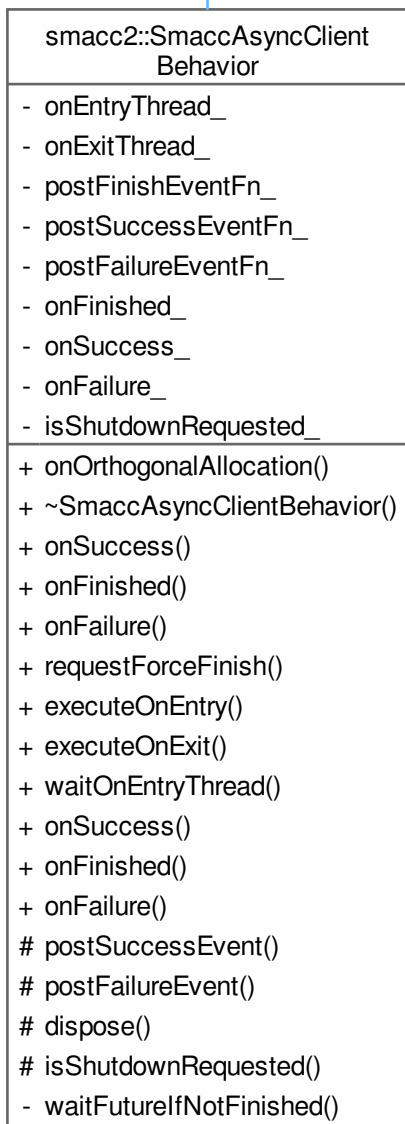 smacc2::SmaccAsyncClient
Behavior
- onEntryThread_
- onExitThread_
- postFinishEventFn_
- postSuccessEventFn_
- postFailureEventFn_
- onFinished_
- onSuccess_
- onFailure_
- isShutdownRequested_
+ onOrthogonalAllocation()
+ ~SmaccAsyncClientBehavior()
+ onSuccess()
+ onFinished()
+ onFailure()
+ requestForceFinish()
+ executeOnEntry()
+ executeOnExit()
+ waitOnEntryThread()
+ onSuccess()
+ onFinished()
+ onFailure()
# postSuccessEvent()
# postFailureEvent()
# dispose()
# isShutdownRequested()
- waitFutureIfNotFinished()